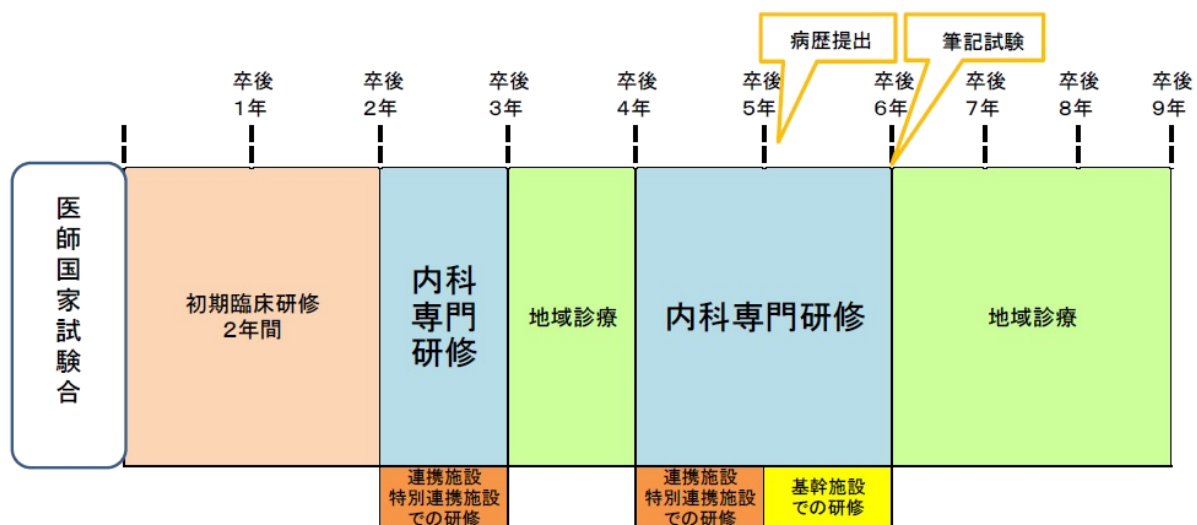 病歴提出
筆記試験
卒後
1年
卒後
2年
卒後
3年
卒後
4年
卒後
5年
卒後
6年
卒後
7年
卒後
8年
卒後
9年
医師国家試験合
初期臨床研修
2年間
内科
専門
研修
地域診療
内科専門研修
地域診療
連携施設
特別連携施設
での研修
連携施設
特別連携施設
での研修
基幹施設
での研修